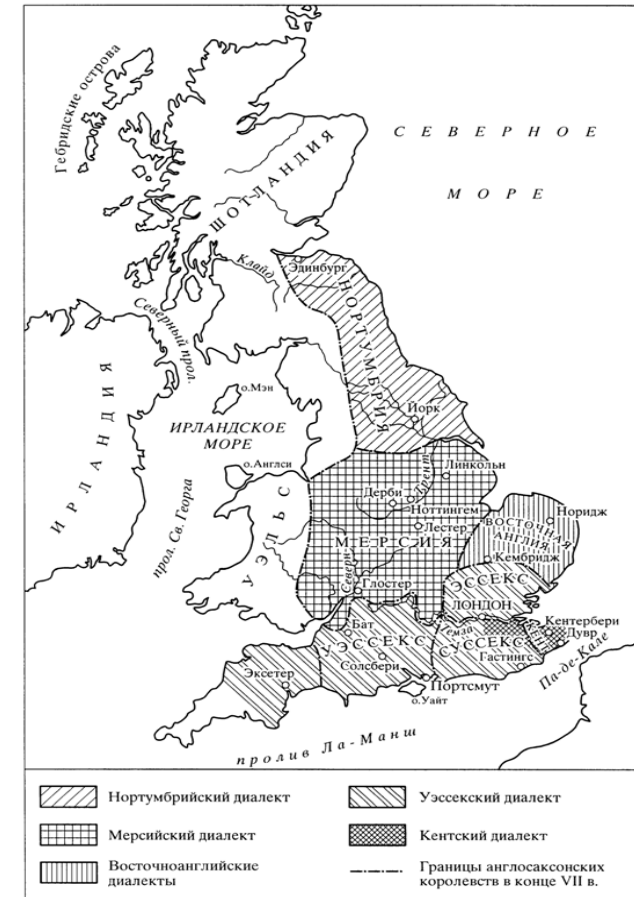 Гебридские острова
СЕВЕРНОЕ
МОРЕ
ШОТЛАНДИЯ
Клайд
Эдинбург
Северный прол.
НОРТУМБРИЯ
о.Мэн
Йорк
ИРЛАНДИЯ
ИРЛАНДСКОЕ
МОРЕ
о.Англси
Линкольн
Трент
Дерби
Ноттингем
прол. Св. Георга
УЭЛЬС
Лестер
Норидж
ВОСТОЧНАЯ
АНГЛИЯ
МЕРСИЯ
Кембридж
Северн
Глостер
ЭССЕКС
ЛОНДОН
Темза
Бат
Кентербери
КЕНТ
Дувр
УЭССЕКС
СУССЕКС
Солсбери
Гастингс
Эксетер
Портсмут
о.Уайт
Па-де-Кале
пролив Ла-Манш
Нортумбрийский диалект
Уэссекский диалект
Мерсийский диалект
Кентский диалект
Восточноанглийские
диалекты
Границы англосаксонских
королевств в конце VII в.